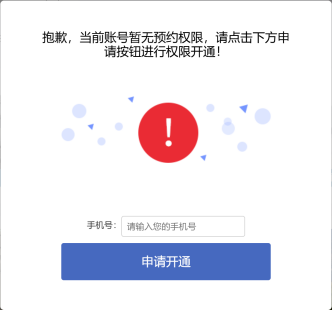 抱歉，当前账号暂无预约权限，请点击下方申
请按钮进行权限开通！
手机号：请输入您的手机号
申请开通